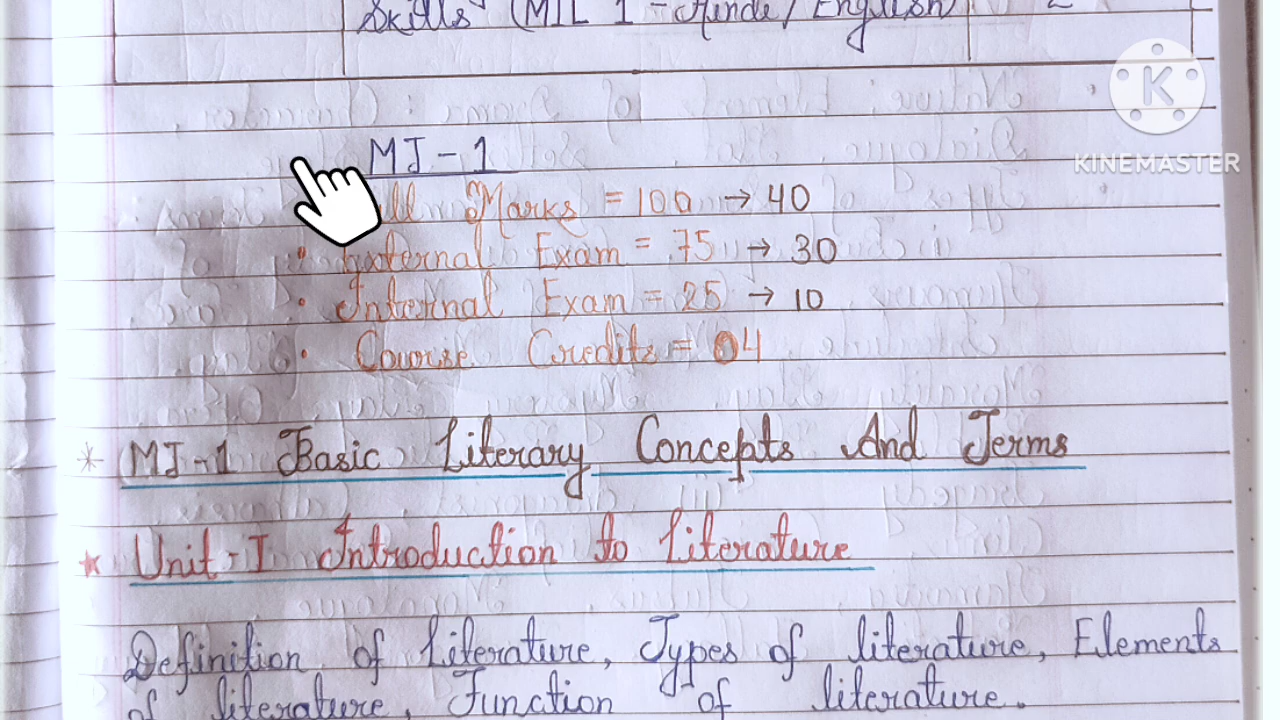 Skills (MIL 1 - Hindi / English) 2
MJ - 1
Marks = 100 → 40
• External Exam = 75 → 30
• Internal Exam = 25 → 10
• Course Credits = 04
* MJ-1 Basic Literary Concepts And Terms
* Unit-I Introduction to Literature
Definition of Literature, Types of literature, Elements
of literature, Function of literature.
K
KINEMASTER